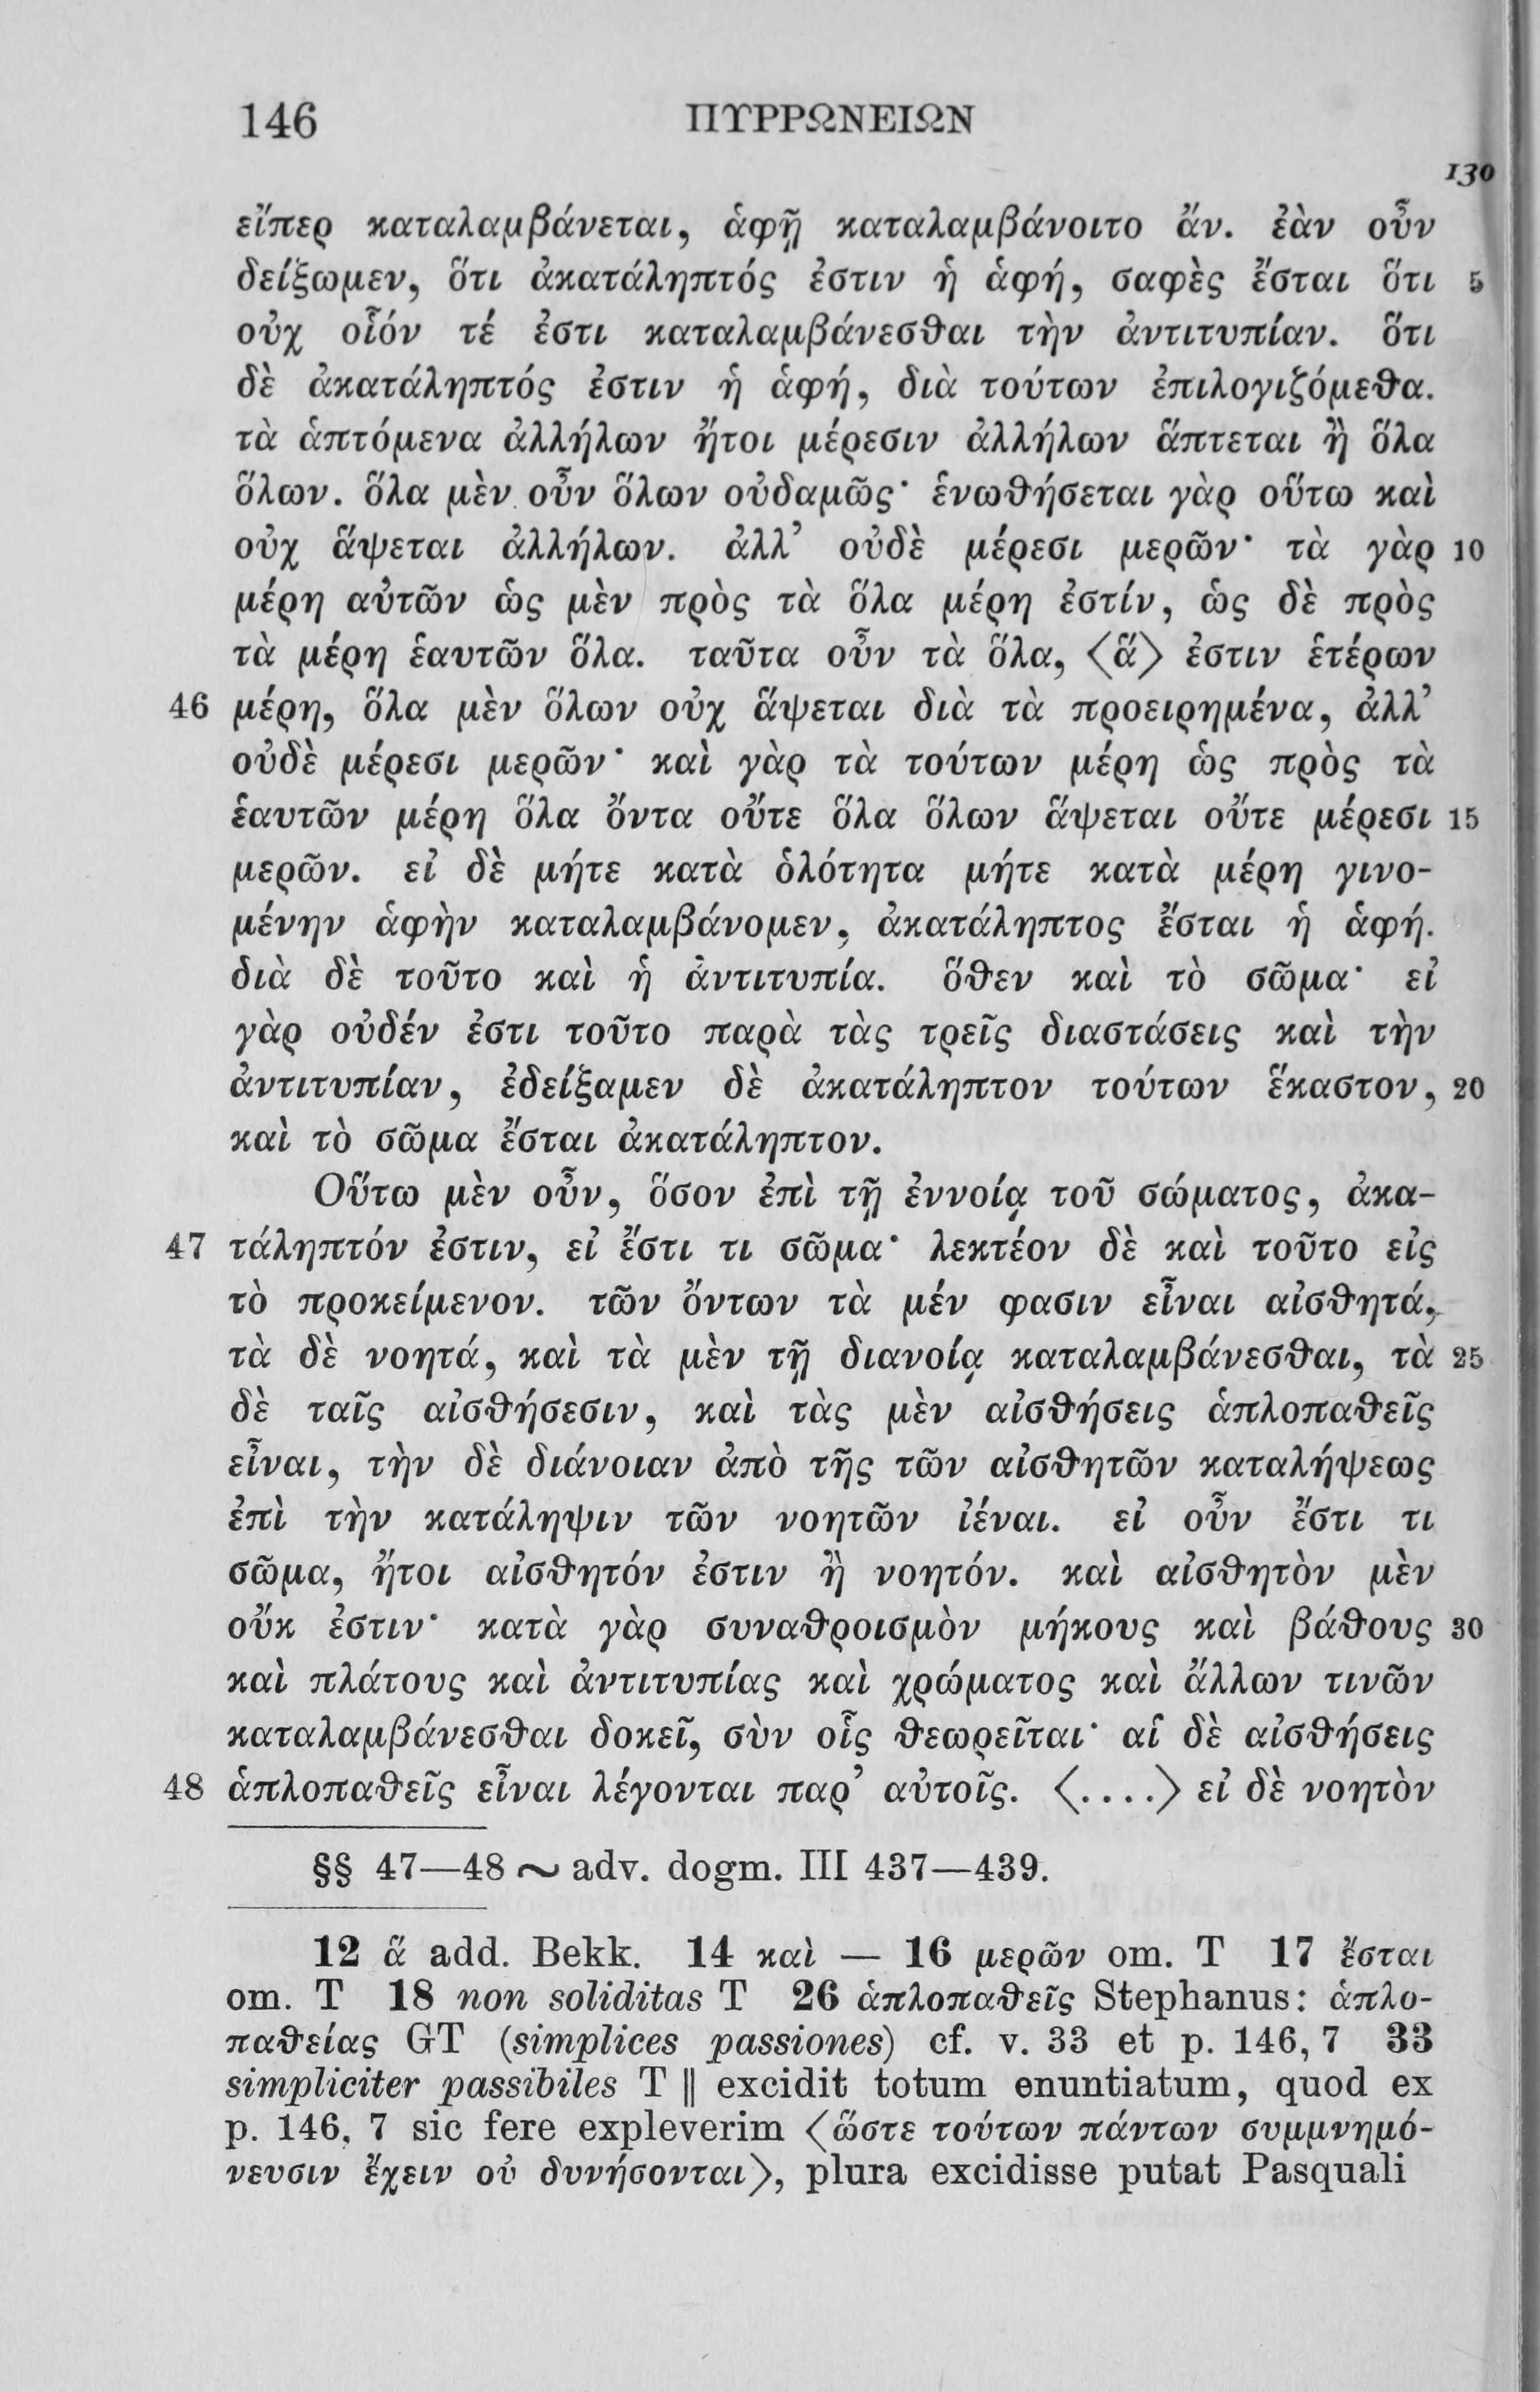 146 ΠΥΡΡΩΝΕΙΩΝ
130
εἴπερ καταλαμβάνεται, ἁφῇ καταλαμβάνοιτο ἄν. ἐὰν οὖν
δείξωμεν, ὅτι ἀκατάληπτός ἐστιν ἡ ἁφή, σαφὲς ἔσται ὅτι 5
οὐχ οἷόν τέ ἐστι καταλαμβάνεσθαι τὴν ἀντιτυπίαν. ὅτι
δὲ ἀκατάληπτός ἐστιν ἡ ἁφή, διὰ τούτων ἐπιλογιζόμεθα.
τὰ ἁπτόμενα ἀλλήλων ἤτοι μέρεσιν ἀλλήλων ἅπτεται ἢ ὅλα
ὅλων. ὅλα μὲν οὖν ὅλων οὐδαμῶς· ἑνωθήσεται γὰρ οὕτω καὶ
οὐχ ἅψεται ἀλλήλων. ἀλλ’ οὐδὲ μέρεσι μερῶν· τὰ γὰρ 10
μέρη αὐτῶν ὡς μὲν πρὸς τὰ ὅλα μέρη ἐστίν, ὡς δὲ πρὸς
τὰ μέρη ἑαυτῶν ὅλα. ταῦτα οὖν τὰ ὅλα, ⟨ἅ⟩ ἐστιν ἑτέρων
46 μέρη, ὅλα μὲν ὅλων οὐχ ἅψεται διὰ τὰ προειρημένα, ἀλλ’
οὐδὲ μέρεσι μερῶν· καὶ γὰρ τὰ τούτων μέρη ὡς πρὸς τὰ
ἑαυτῶν μέρη ὅλα ὄντα οὔτε ὅλα ὅλων ἅψεται οὔτε μέρεσι 15
μερῶν. εἰ δὲ μήτε κατὰ ὁλότητα μήτε κατὰ μέρη γινο-
μένην ἁφὴν καταλαμβάνομεν, ἀκατάληπτος ἔσται ἡ ἁφή.
διὰ δὲ τοῦτο καὶ ἡ ἀντιτυπία. ὅθεν καὶ τὸ σῶμα· εἰ
γὰρ οὐδέν ἐστι τοῦτο παρὰ τὰς τρεῖς διαστάσεις καὶ τὴν
ἀντιτυπίαν, ἐδείξαμεν δὲ ἀκατάληπτον τούτων ἕκαστον, 20
καὶ τὸ σῶμα ἔσται ἀκατάληπτον.
Οὕτω μὲν οὖν, ὅσον ἐπὶ τῇ ἐννοίᾳ τοῦ σώματος, ἀκα-
47 τάληπτόν ἐστιν, εἰ ἔστι τι σῶμα· λεκτέον δὲ καὶ τοῦτο εἰς
τὸ προκείμενον. τῶν ὄντων τὰ μέν φασιν εἶναι αἰσθητά,
τὰ δὲ νοητά, καὶ τὰ μὲν τῇ διανοίᾳ καταλαμβάνεσθαι, τὰ 25
δὲ ταῖς αἰσθήσεσιν, καὶ τὰς μὲν αἰσθήσεις ἁπλοπαθεῖς
εἶναι, τὴν δὲ διάνοιαν ἀπὸ τῆς τῶν αἰσθητῶν καταλήψεως
ἐπὶ τὴν κατάληψιν τῶν νοητῶν ἰέναι. εἰ οὖν ἔστι τι
σῶμα, ἤτοι αἰσθητόν ἐστιν ἢ νοητόν. καὶ αἰσθητὸν μὲν
οὔκ ἐστιν· κατὰ γὰρ συναθροισμὸν μήκους καὶ βάθους 30
καὶ πλάτους καὶ ἀντιτυπίας καὶ χρώματος καὶ ἄλλων τινῶν
καταλαμβάνεσθαι δοκεῖ, σὺν οἷς θεωρεῖται· αἱ δὲ αἰσθήσεις
48 ἁπλοπαθεῖς εἶναι λέγονται παρ’ αὐτοῖς. ⟨....⟩ εἰ δὲ νοητὸν
§§ 47—48 ∼ adv. dogm. III 437—439.
12 ἅ add. Bekk. 14 καὶ — 16 μερῶν om. T 17 ἔσται
om. T 18 non soliditas T 26 ἁπλοπαθεῖς Stephanus: ἁπλο-
παθείας GT (simplices passiones) cf. v. 33 et p. 146, 7 33
simpliciter passibiles T ‖ excidit totum enuntiatum, quod ex
p. 146, 7 sic fere expleverim ⟨ὥστε τούτων πάντων συμμνημό-
νευσιν ἔχειν οὐ δυνήσονται⟩, plura excidisse putat Pasquali